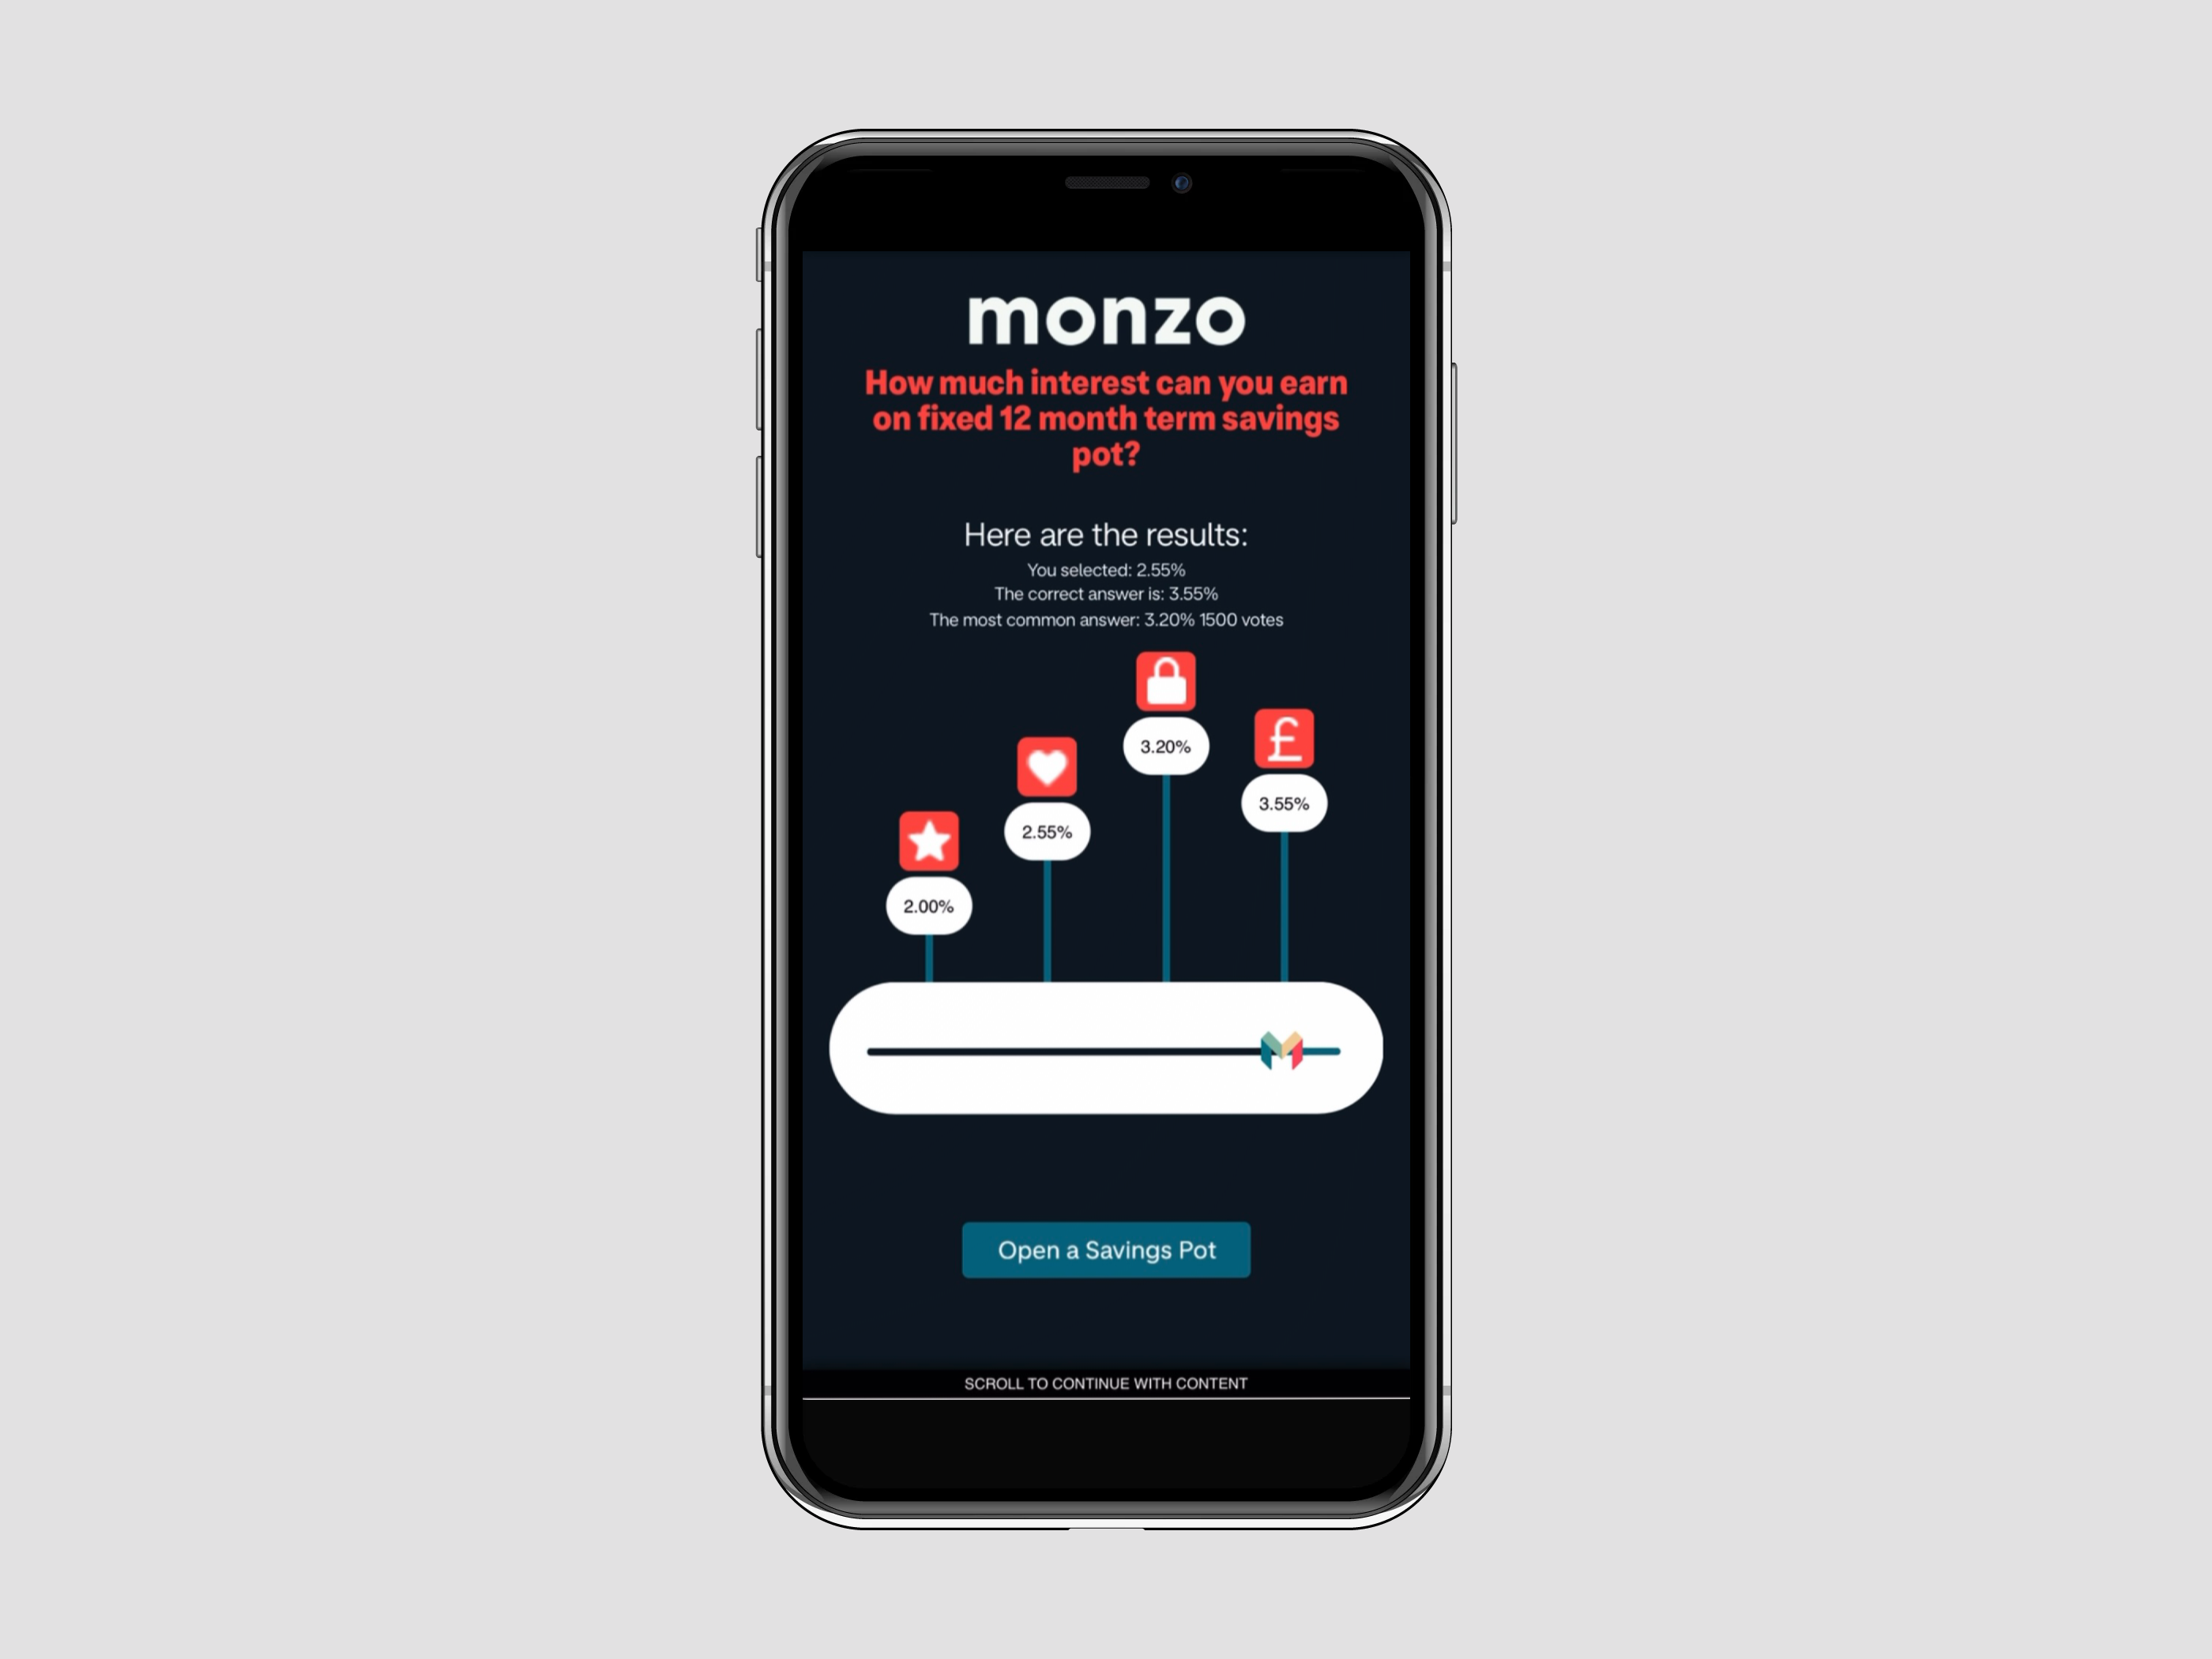 monzo
How much interest can you earn
on fixed 12 month term savings
pot?
Here are the results:
You selected: 2.55%
The correct answer is: 3.55%
The most common answer: 3.20% 1500 votes
3.20%
£
3.55%
2.55%
2.00%
Open a Savings Pot
SCROLL TO CONTINUE WITH CONTENT